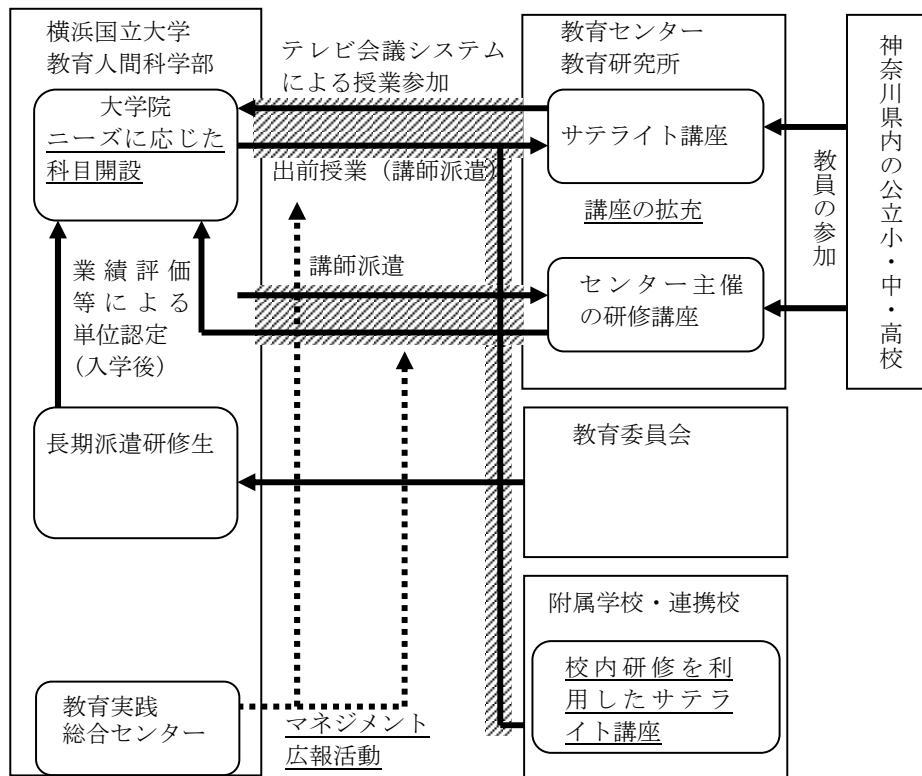 横浜国立大学
教育人間科学部
大学院
ニーズに応じた
科目開設
業績評価
等による
単位認定
（入学後）
長期派遣研修生
教育実践
総合センター
テレビ会議システム
による授業参加
出前授業（講師派遣）
講師派遣
マネジメント
広報活動
教育センター
教育研究所
サテライト講座
講座の拡充
センター主催
の研修講座
教育委員会
附属学校・連携校
校内研修を利
用したサテラ
イト講座
教員の参加
神奈川県内の公立小・中・高校